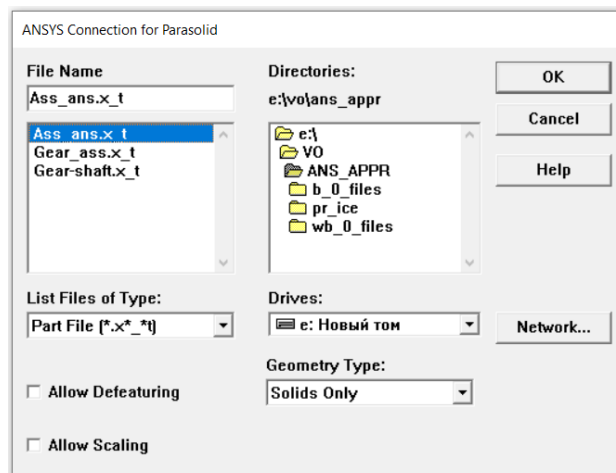 ANSYS Connection for Parasolid
File Name
Ass_ans.x_t
Ass_ans.x_t
Gear_ass.x_t
Gear-shaft.x_t
List Files of Type:
Part File (*.x*_*t)
Allow Defeaturing
Allow Scaling
Directories:
e:\vo\ans_appr
e:\
VO
ANS_APPR
b_0_files
pr_ice
wb_0_files
Drives:
e: Новый том
Geometry Type:
Solids Only
OK
Cancel
Help
Network...